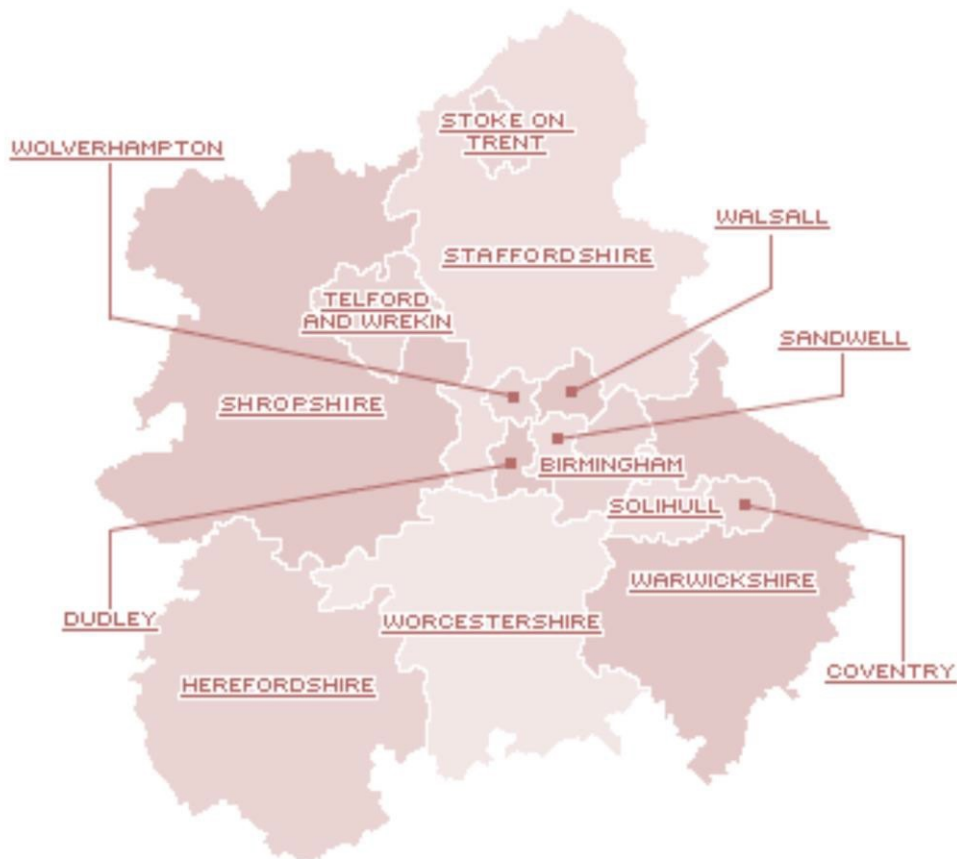 STOKE ON
TRENT
WOLVERHAMPTON
WALSALL
STAFFORDSHIRE
TELFORD
AND WREKIN
SANDWELL
SHROPSHIRE
BIRMINGHAM
SOLIHULL
WARWICKSHIRE
DUDLEY
WORCESTERSHIRE
COVENTRY
HEREFORDSHIRE